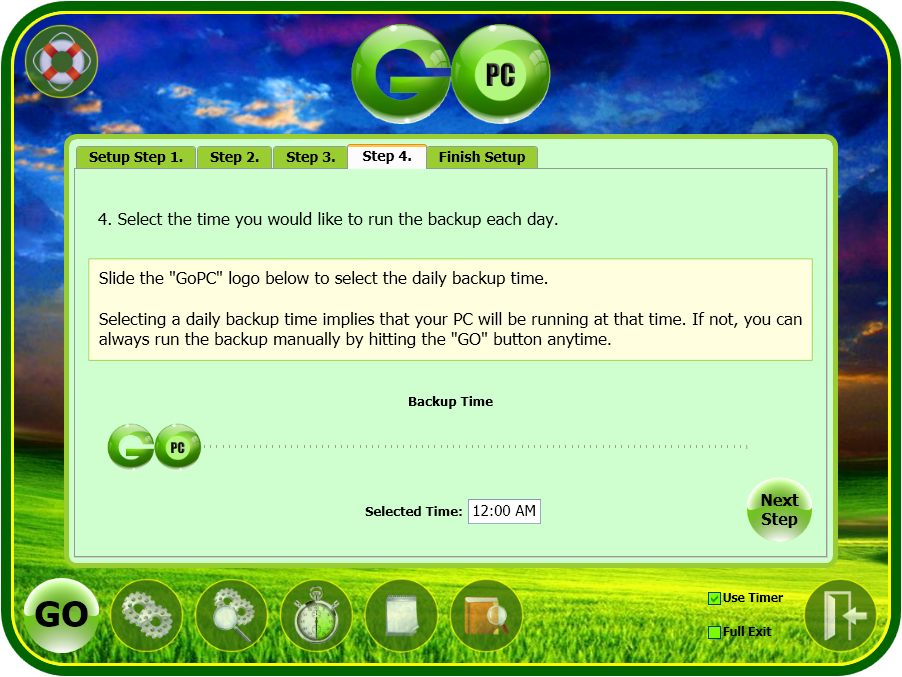 GO PC
Setup Step 1. Step 2. Step 3. Step 4. Finish Setup
4. Select the time you would like to run the backup each day.
Slide the "GoPC" logo below to select the daily backup time.
Selecting a daily backup time implies that your PC will be running at that time. If not, you can
always run the backup manually by hitting the "GO" button anytime.
Backup Time
GO PC
Selected Time: 12:00 AM
Next
Step
GO
Use Timer
Full Exit